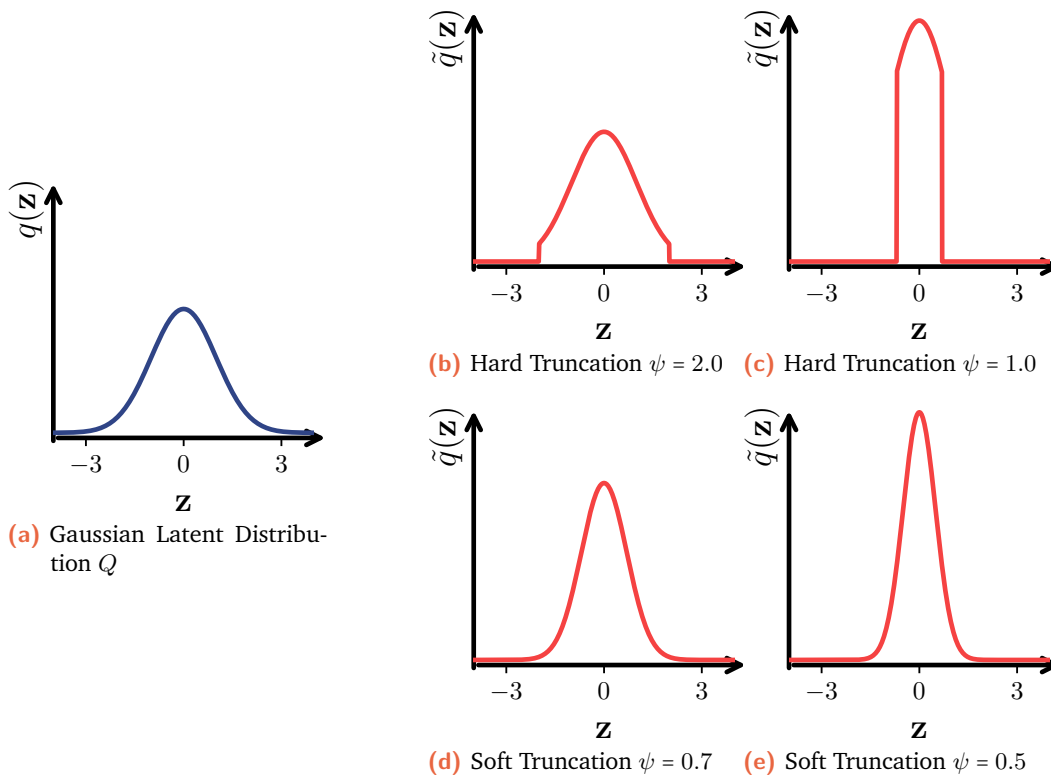 q(z)
−3 0 3
z
(a) Gaussian Latent Distribu-
tion Q
q̃(z)
−3 0 3
z
(b) Hard Truncation ψ = 2.0
q̃(z)
−3 0 3
z
(c) Hard Truncation ψ = 1.0
q̃(z)
−3 0 3
z
(d) Soft Truncation ψ = 0.7
q̃(z)
−3 0 3
z
(e) Soft Truncation ψ = 0.5